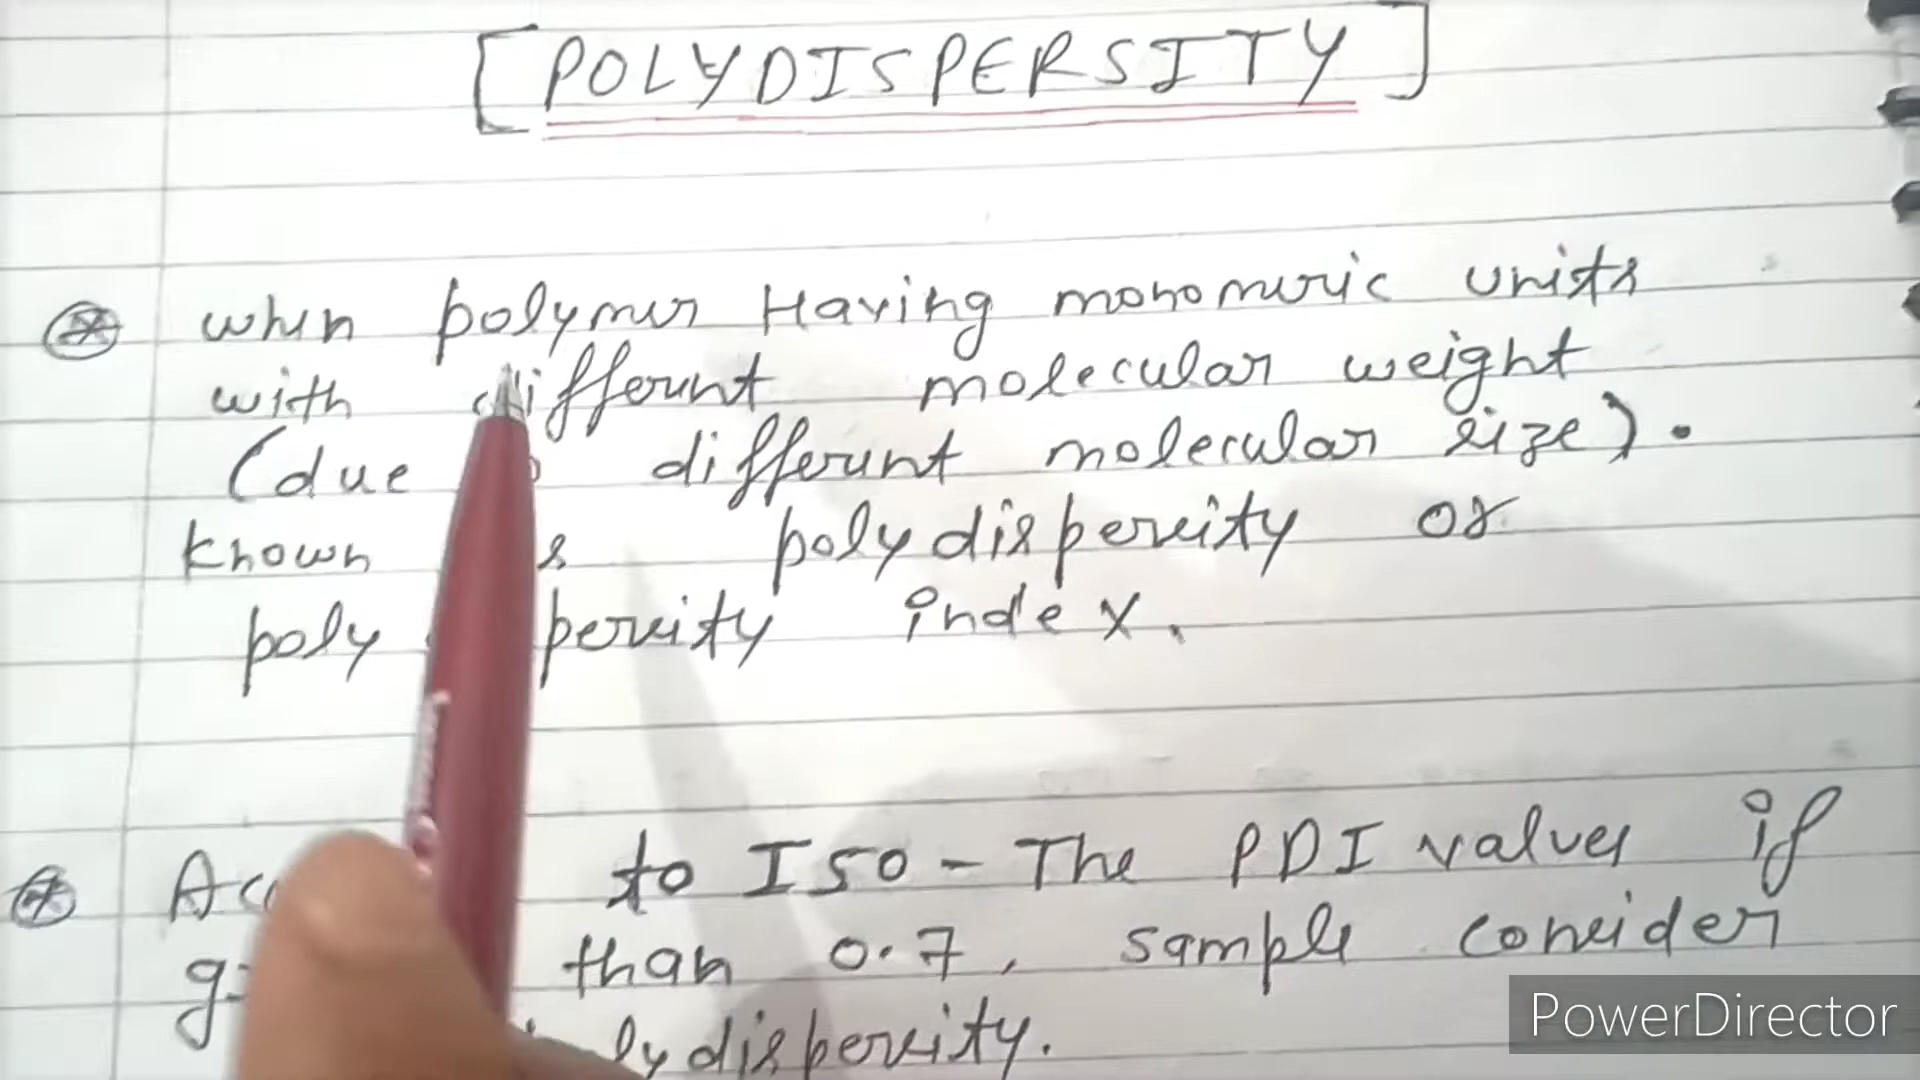 [POLYDISPERSITY]
when polymer Having monomeric units
with different molecular weight
(due different molecular size).
known polydispersity or
poly persity index.
to ISO - The PDI values if
than 0.7, sample consider
lydispersity.
PowerDirector